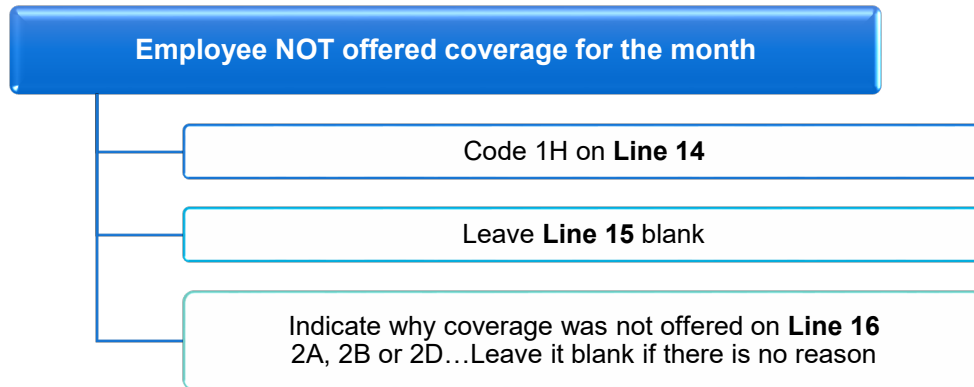 Employee NOT offered coverage for the month
Code 1H on Line 14
Leave Line 15 blank
Indicate why coverage was not offered on Line 16
2A, 2B or 2D…Leave it blank if there is no reason